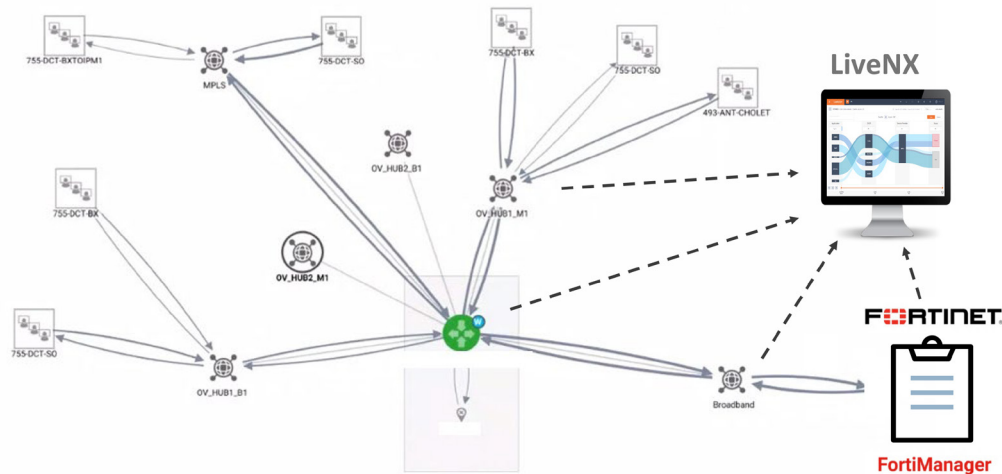 755-DCT-BXTOIPM1
MPLS
755-DCT-SO
755-DCT-BX
755-DCT-SO
493-ANT-CHOLET
LiveNX
OV_HUB2_B1
OV_HUB1_M1
755-DCT-BX
OV_HUB2_M1
W
755-DCT-SO
OV_HUB1_B1
Broadband
FORTINET
FortiManager